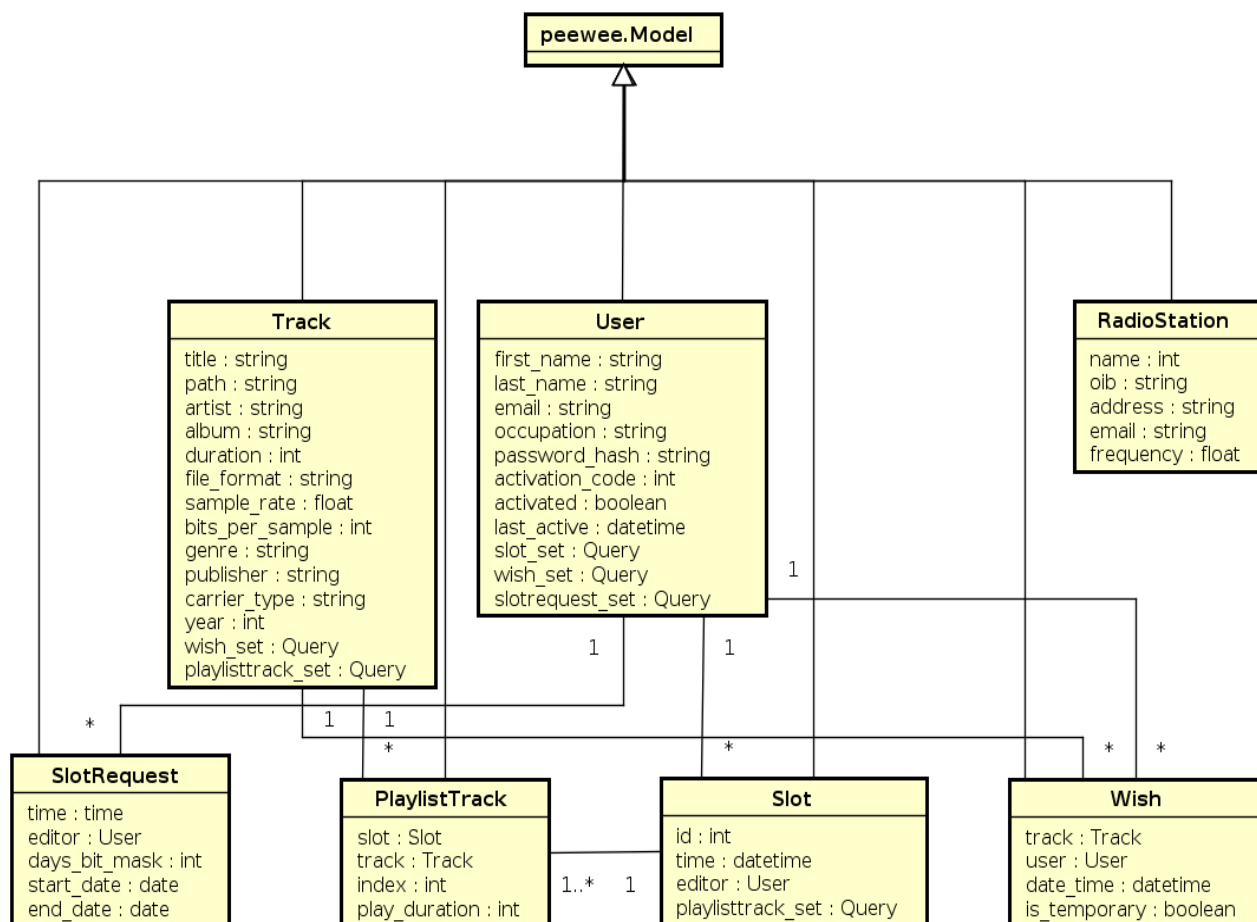 peewee.Model
Track
title : string
path : string
artist : string
album : string
duration : int
file_format : string
sample_rate : float
bits_per_sample : int
genre : string
publisher : string
carrier_type : string
year : int
wish_set : Query
playlisttrack_set : Query
User
first_name : string
last_name : string
email : string
occupation : string
password_hash : string
activation_code : int
activated : boolean
last_active : datetime
slot_set : Query
wish_set : Query
slotrequest_set : Query
RadioStation
name : int
oib : string
address : string
email : string
frequency : float
1
1
1
*
1
1
*
*
*
*
SlotRequest
time : time
editor : User
days_bit_mask : int
start_date : date
end_date : date
PlaylistTrack
slot : Slot
track : Track
index : int
play_duration : int
1..*
1
Slot
id : int
time : datetime
editor : User
playlisttrack_set : Query
Wish
track : Track
user : User
date_time : datetime
is_temporary : boolean